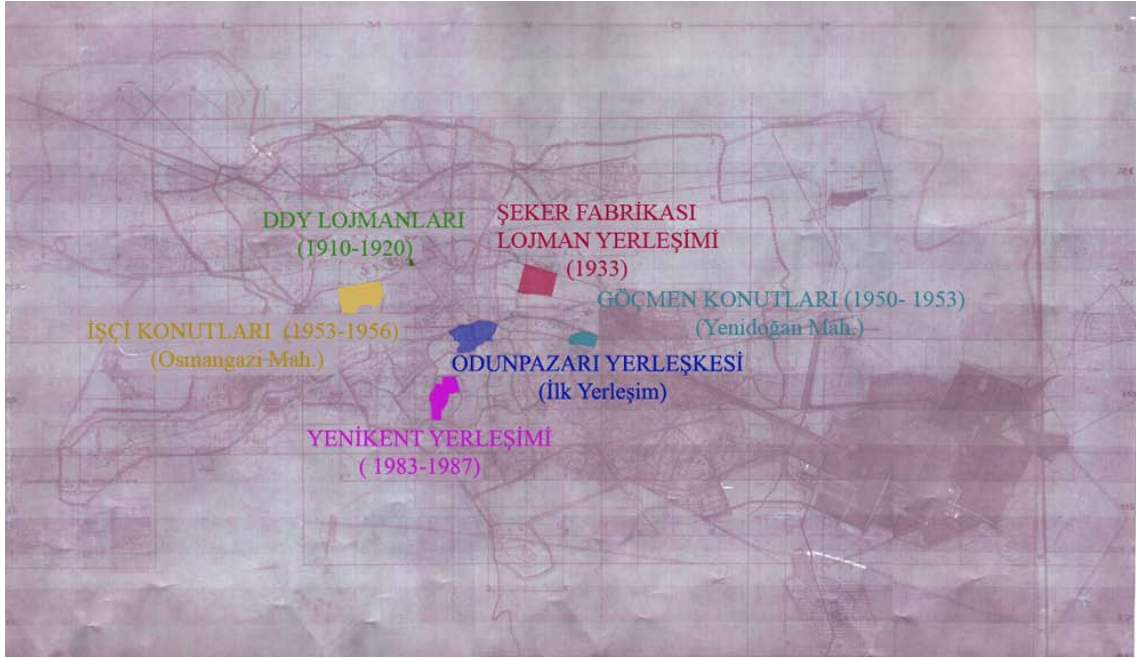 DDY LOJMANLARI
(1910-1920)
ŞEKER FABRİKASI
LOJMAN YERLEŞİMİ
(1933)
GÖÇMEN KONUTLARI (1950- 1953)
(Yenidoğan Mah.)
İŞÇİ KONUTLARI (1953-1956)
(Osmangazi Mah.)
ODUNPAZARI YERLEŞKESİ
(İlk Yerleşim)
YENİKENT YERLEŞİMİ
( 1983-1987)